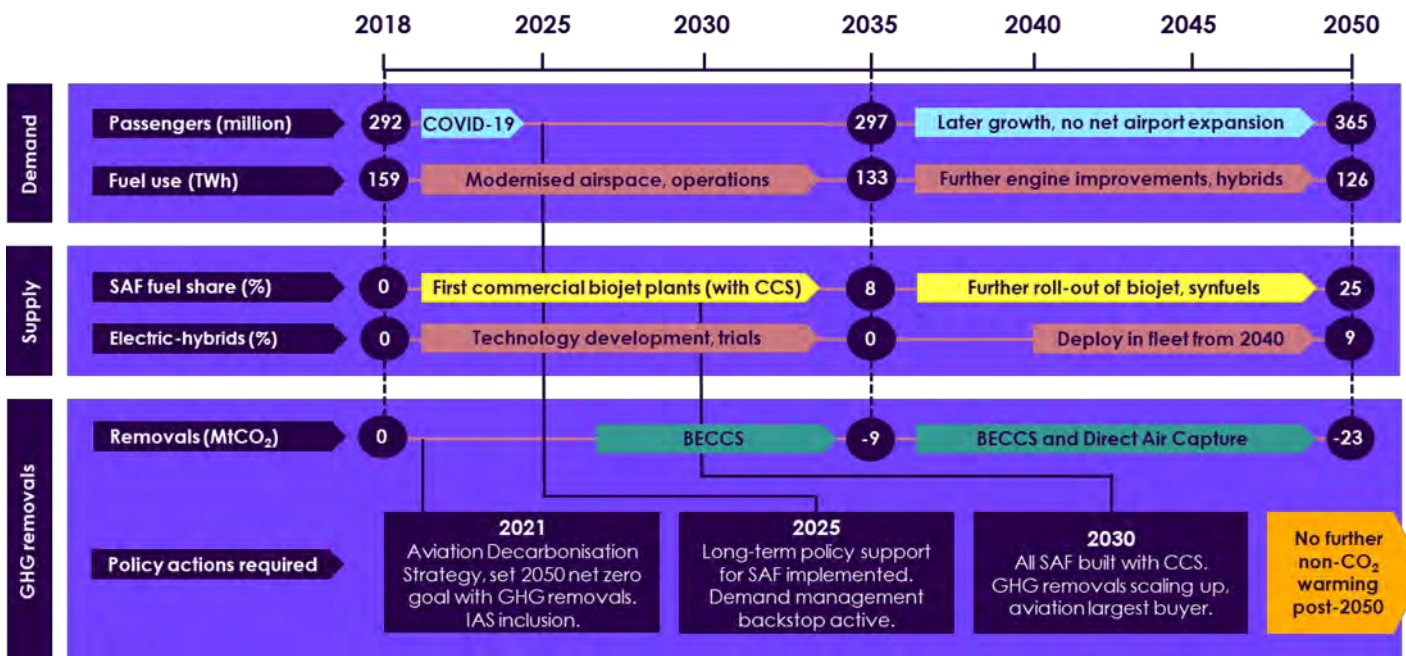 2018 2025 2030 2035 2040 2045 2050
Demand
Passengers (million) 292 COVID-19 297 Later growth, no net airport expansion 365
Fuel use (TWh) 159 Modernised airspace, operations 133 Further engine improvements, hybrids 126
Supply
SAF fuel share (%) 0 First commercial biojet plants (with CCS) 8 Further roll-out of biojet, synfuels 25
Electric-hybrids (%) 0 Technology development, trials 0 Deploy in fleet from 2040 9
GHG removals
Removals (MtCO₂) 0 BECCS -9 BECCS and Direct Air Capture -23
Policy actions required
2021
Aviation Decarbonisation
Strategy, set 2050 net zero
goal with GHG removals.
IAS inclusion.
2025
Long-term policy support
for SAF implemented.
Demand management
backstop active.
2030
All SAF built with CCS.
GHG removals scaling up,
aviation largest buyer.
No further
non-CO₂
warming
post-2050